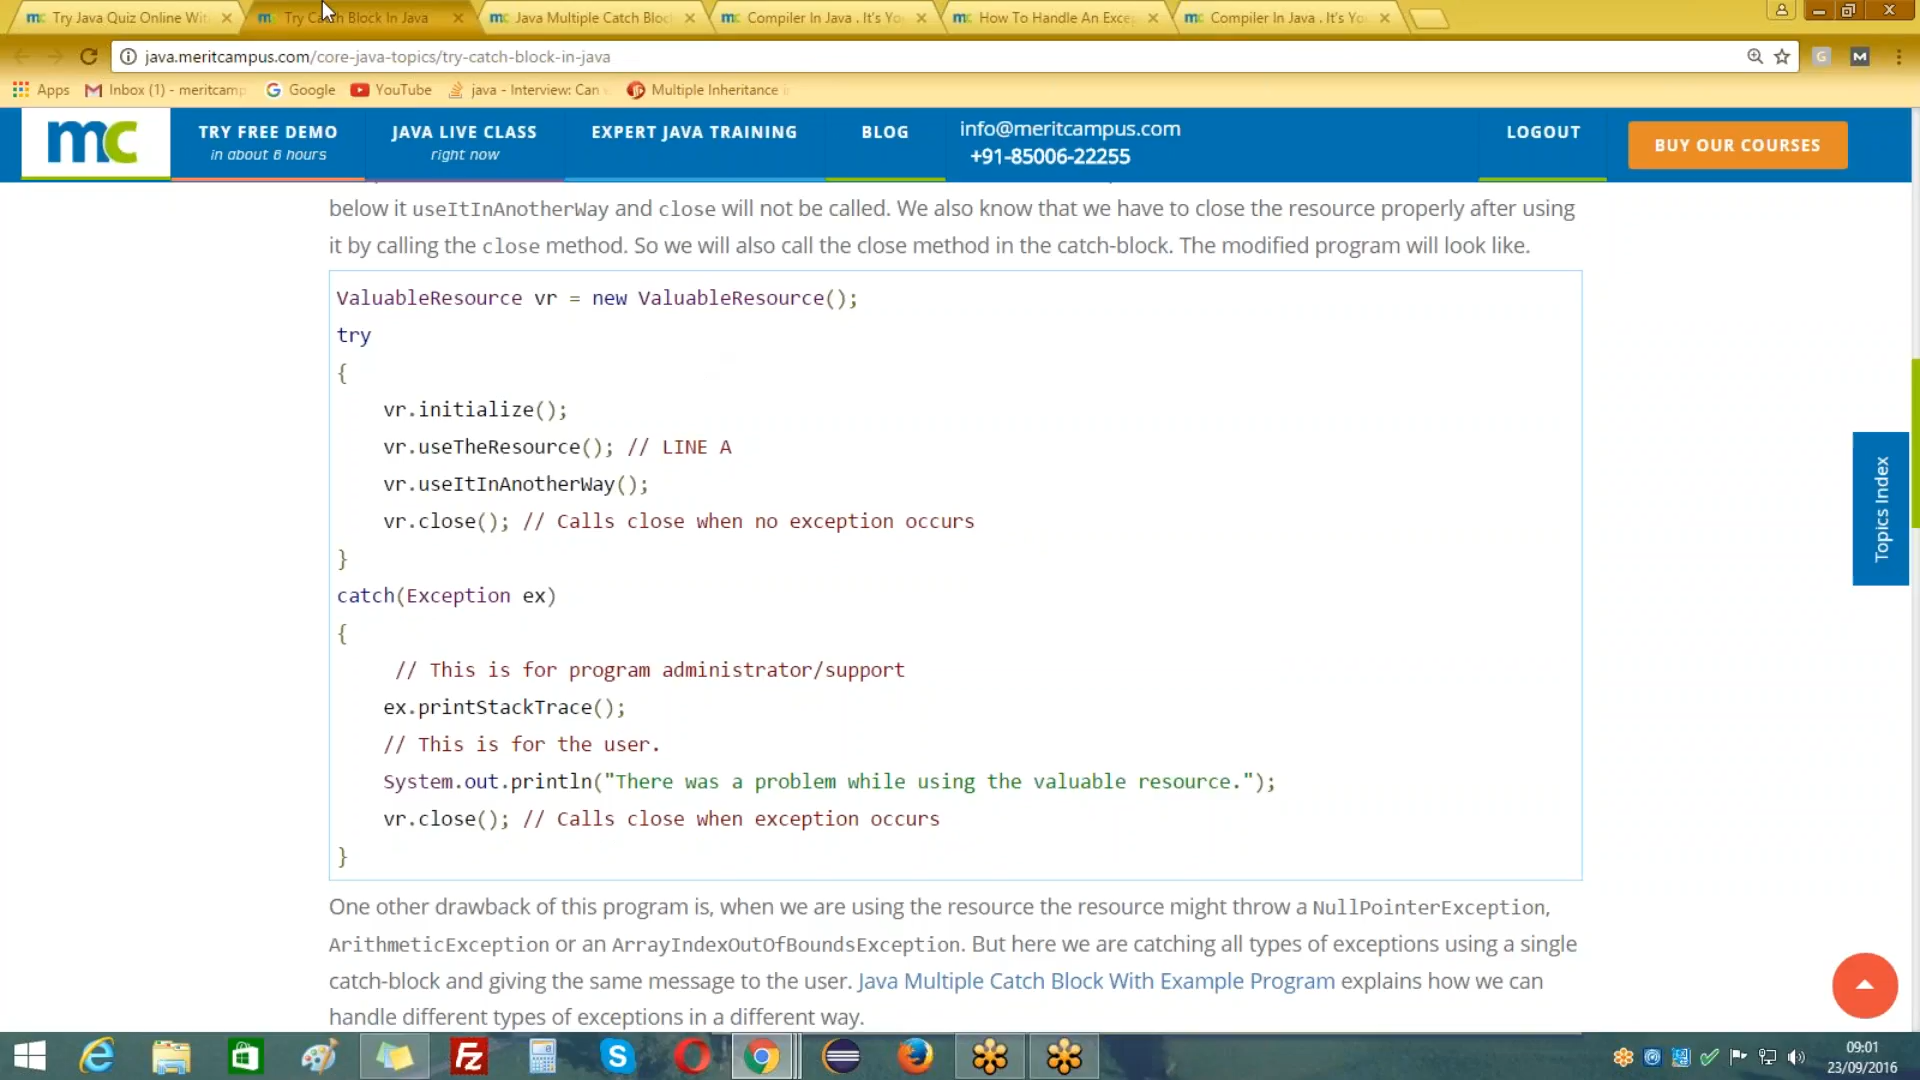 Try Java Quiz Online Wit
Try Catch Block In Java
Java Multiple Catch Bloc
Compiler In Java . It's Yo
How To Handle An Exce
Compiler In Java . It's Yo
java.meritcampus.com/core-java-topics/try-catch-block-in-java
G
M
Apps
Inbox (1) - meritcamp
Google
YouTube
java - Interview: Can
Multiple Inheritance i
mc
TRY FREE DEMO
in about 6 hours
JAVA LIVE CLASS
right now
EXPERT JAVA TRAINING
BLOG
info@meritcampus.com
+91-85006-22255
LOGOUT
BUY OUR COURSES
below it useItInAnotherWay and close will not be called. We also know that we have to close the resource properly after using
it by calling the close method. So we will also call the close method in the catch-block. The modified program will look like.
ValuableResource vr = new ValuableResource();
try
{
vr.initialize();
vr.useTheResource(); // LINE A
vr.useItInAnotherWay();
vr.close(); // Calls close when no exception occurs
}
catch(Exception ex)
{
// This is for program administrator/support
ex.printStackTrace();
// This is for the user.
System.out.println("There was a problem while using the valuable resource.");
vr.close(); // Calls close when exception occurs
}
One other drawback of this program is, when we are using the resource the resource might throw a NullPointerException,
ArithmeticException or an ArrayIndexOutOfBoundsException. But here we are catching all types of exceptions using a single
catch-block and giving the same message to the user. Java Multiple Catch Block With Example Program explains how we can
handle different types of exceptions in a different way.
Topics Index
09:01
23/09/2016